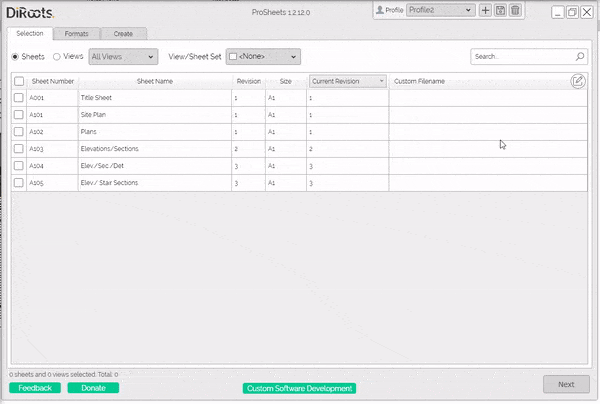 DiRoots.
ProSheets 1.2.12.0
Profile Profile2
Selection Formats Create
Sheets Views All Views View/Sheet Set <None> Search...
Sheet Number Sheet Name Revision Size Current Revision Custom Filename
A001 Title Sheet 1 A1 1
A101 Site Plan 1 A1 1
A102 Plans 1 A1 1
A103 Elevations/Sections 2 A1 2
A104 Elev./Sec./Det 3 A1 3
A105 Elev./ Stair Sections 3 A1 3
0 sheets and 0 views selected. Total: 0
Feedback Donate Custom Software Development Next